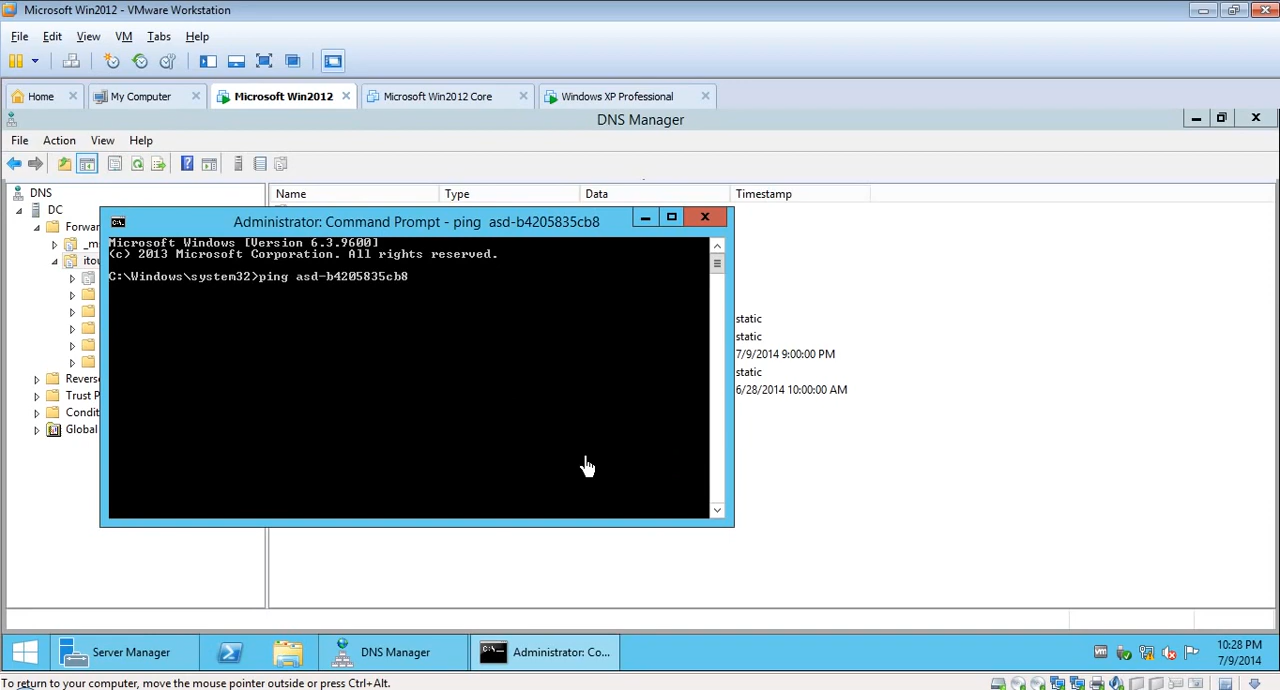 Microsoft Win2012 - VMware Workstation
File Edit View VM Tabs Help
Home My Computer Microsoft Win2012 Microsoft Win2012 Core Windows XP Professional
DNS Manager
File Action View Help
DNS
Name Type Data Timestamp
DC
Forwar
_m
itou
Reverse
Trust P
Condit
Global
Administrator: Command Prompt - ping asd-b4205835cb8
Microsoft Windows [Version 6.3.9600]
(c) 2013 Microsoft Corporation. All rights reserved.
C:\Windows\system32>ping asd-b4205835cb8
static
static
7/9/2014 9:00:00 PM
static
6/28/2014 10:00:00 AM
Server Manager DNS Manager Administrator: Co...
10:28 PM
7/9/2014
To return to your computer, move the mouse pointer outside or press Ctrl+Alt.